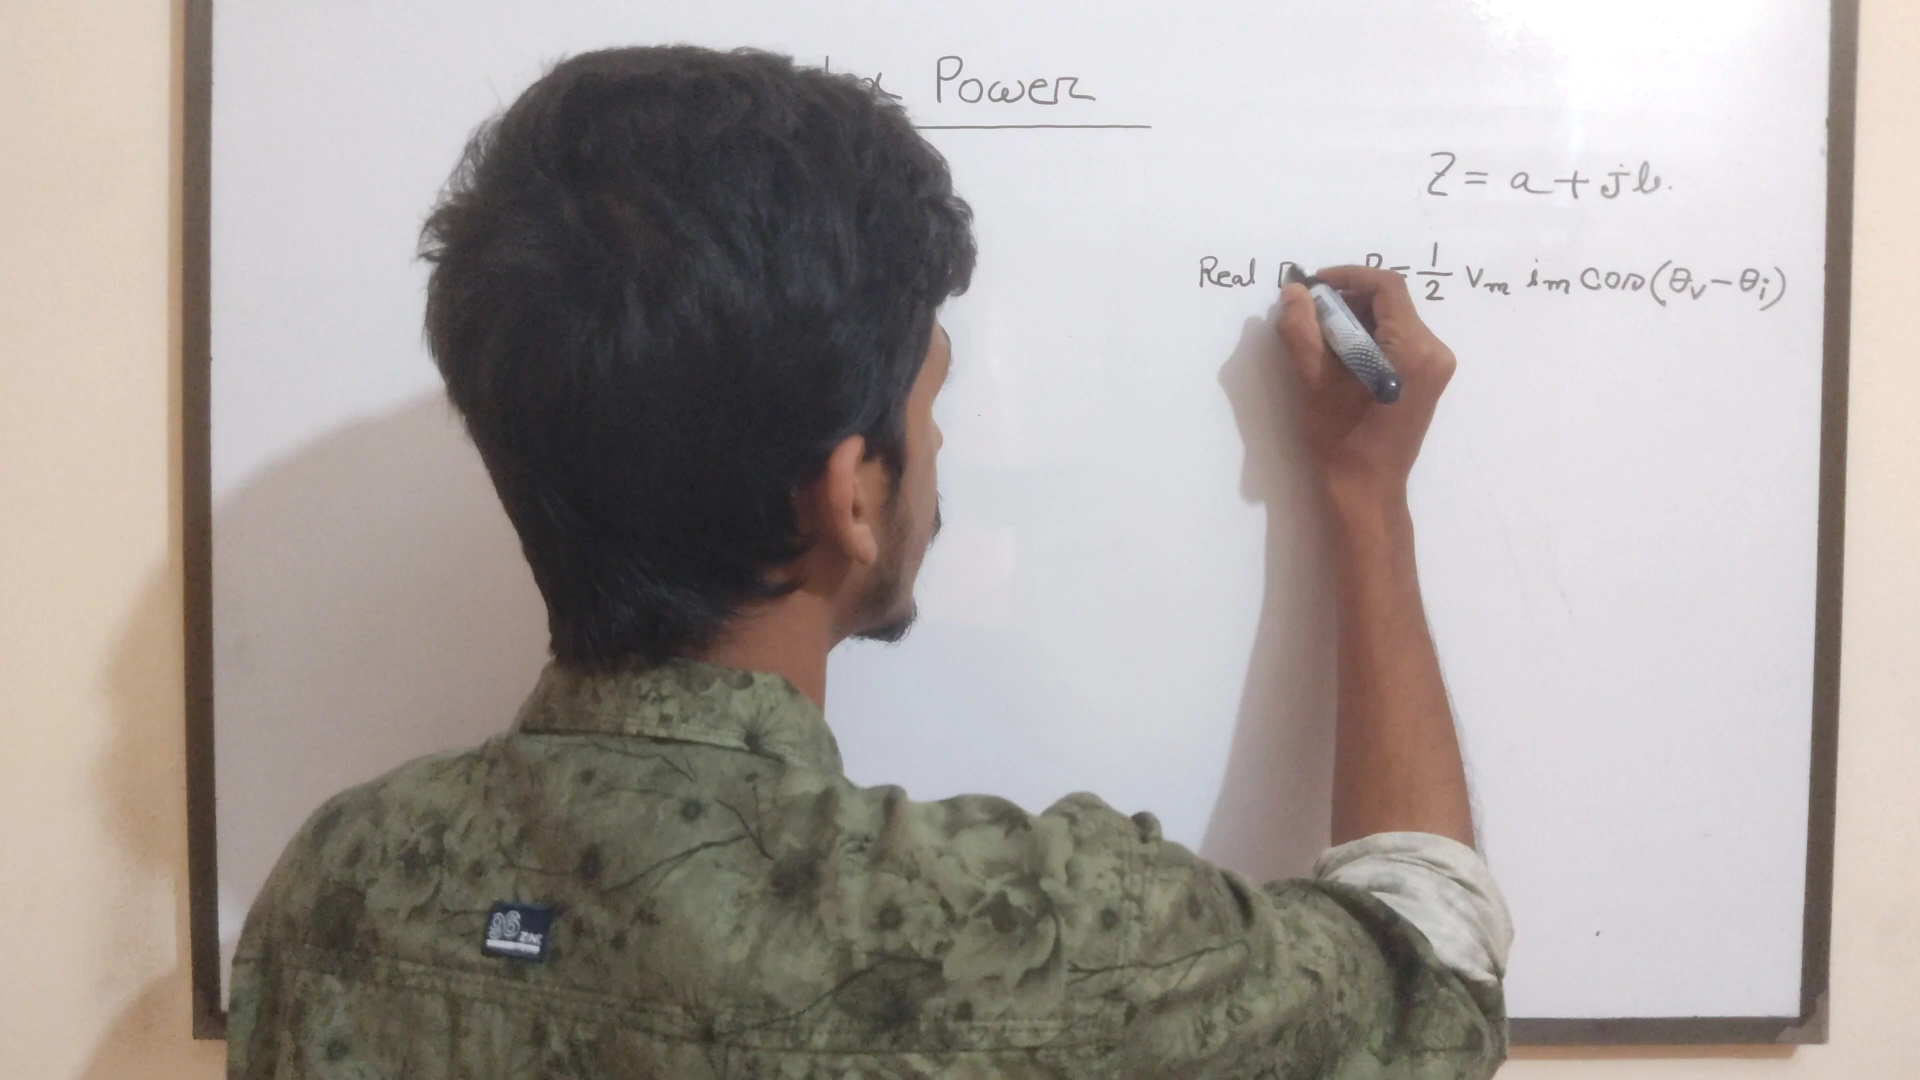 Power
Z = a + jb.
Real P = 1/2 Vm im Cos(θv - θi)